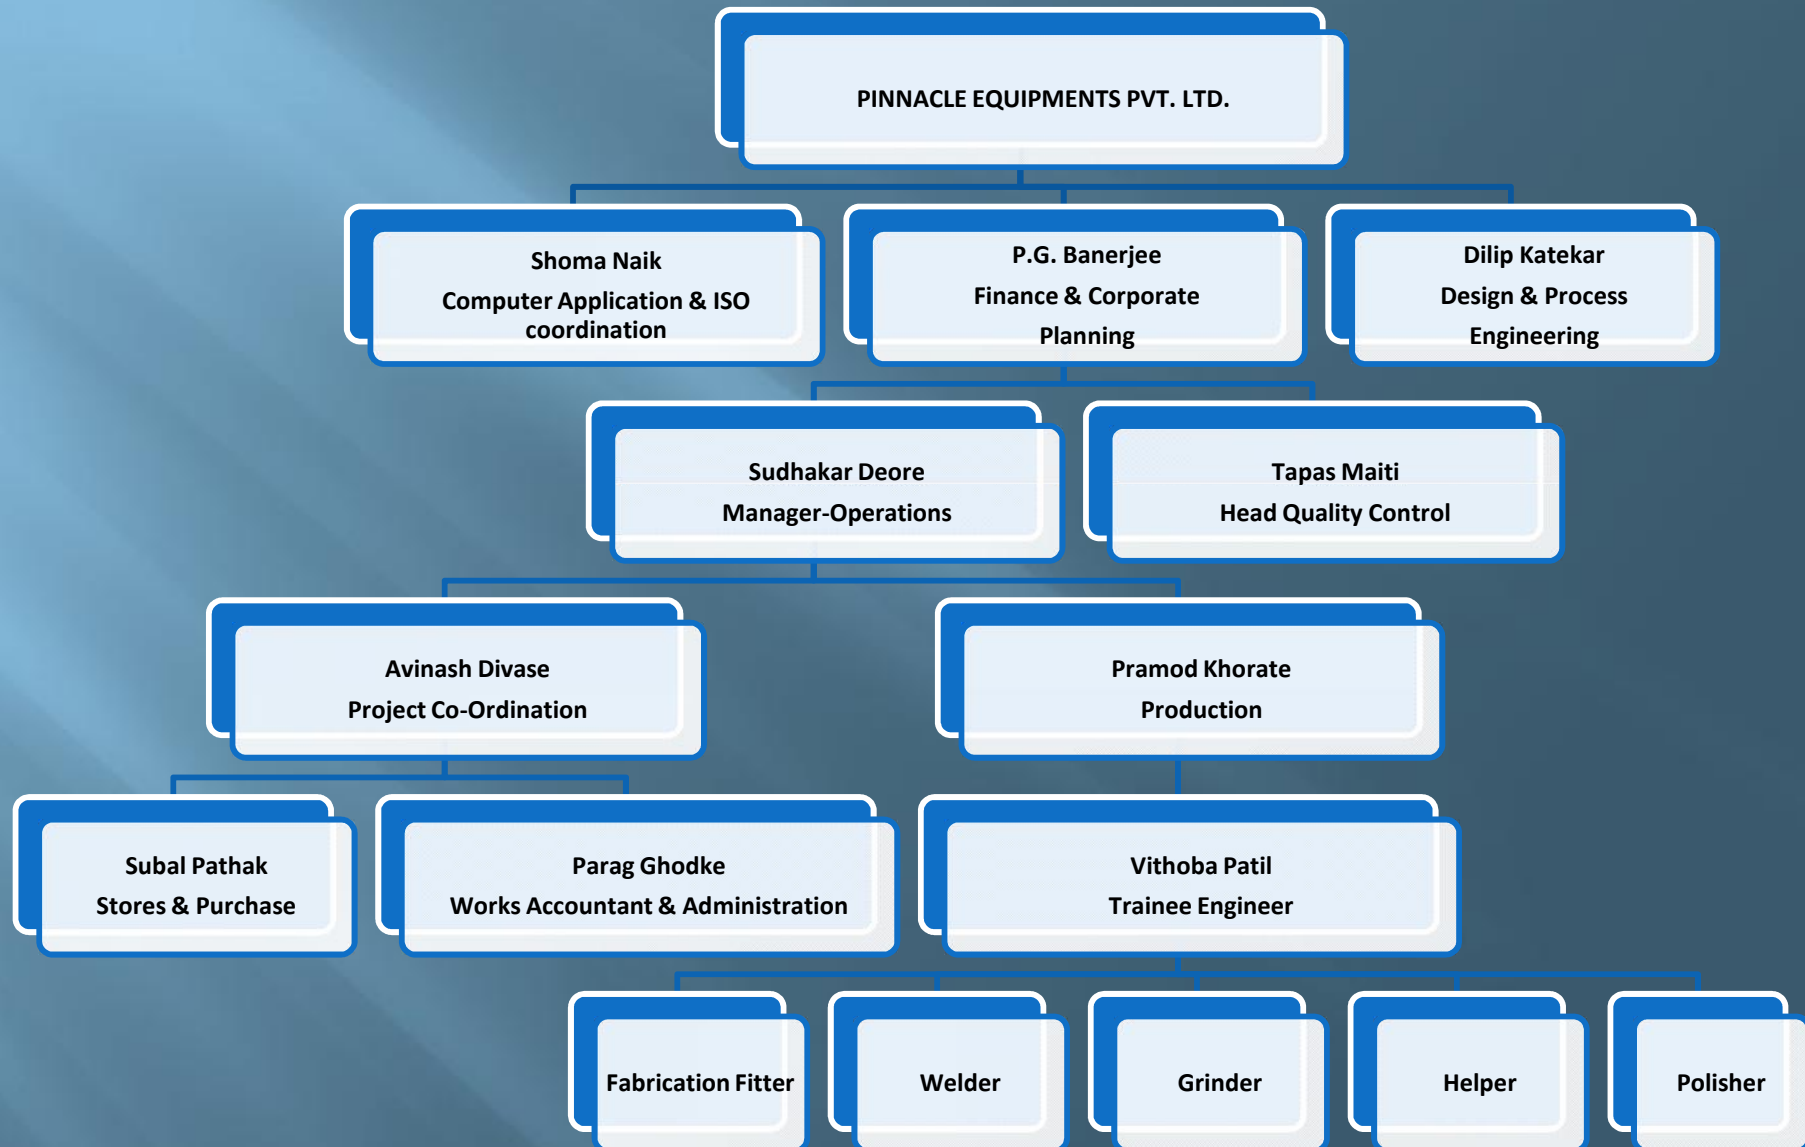 PINNACLE EQUIPMENTS PVT. LTD.
Shoma Naik
Computer Application & ISO
coordination
P.G. Banerjee
Finance & Corporate
Planning
Dilip Katekar
Design & Process
Engineering
Sudhakar Deore
Manager-Operations
Tapas Maiti
Head Quality Control
Avinash Divase
Project Co-Ordination
Pramod Khorate
Production
Subal Pathak
Stores & Purchase
Parag Ghodke
Works Accountant & Administration
Vithoba Patil
Trainee Engineer
Fabrication Fitter
Welder
Grinder
Helper
Polisher